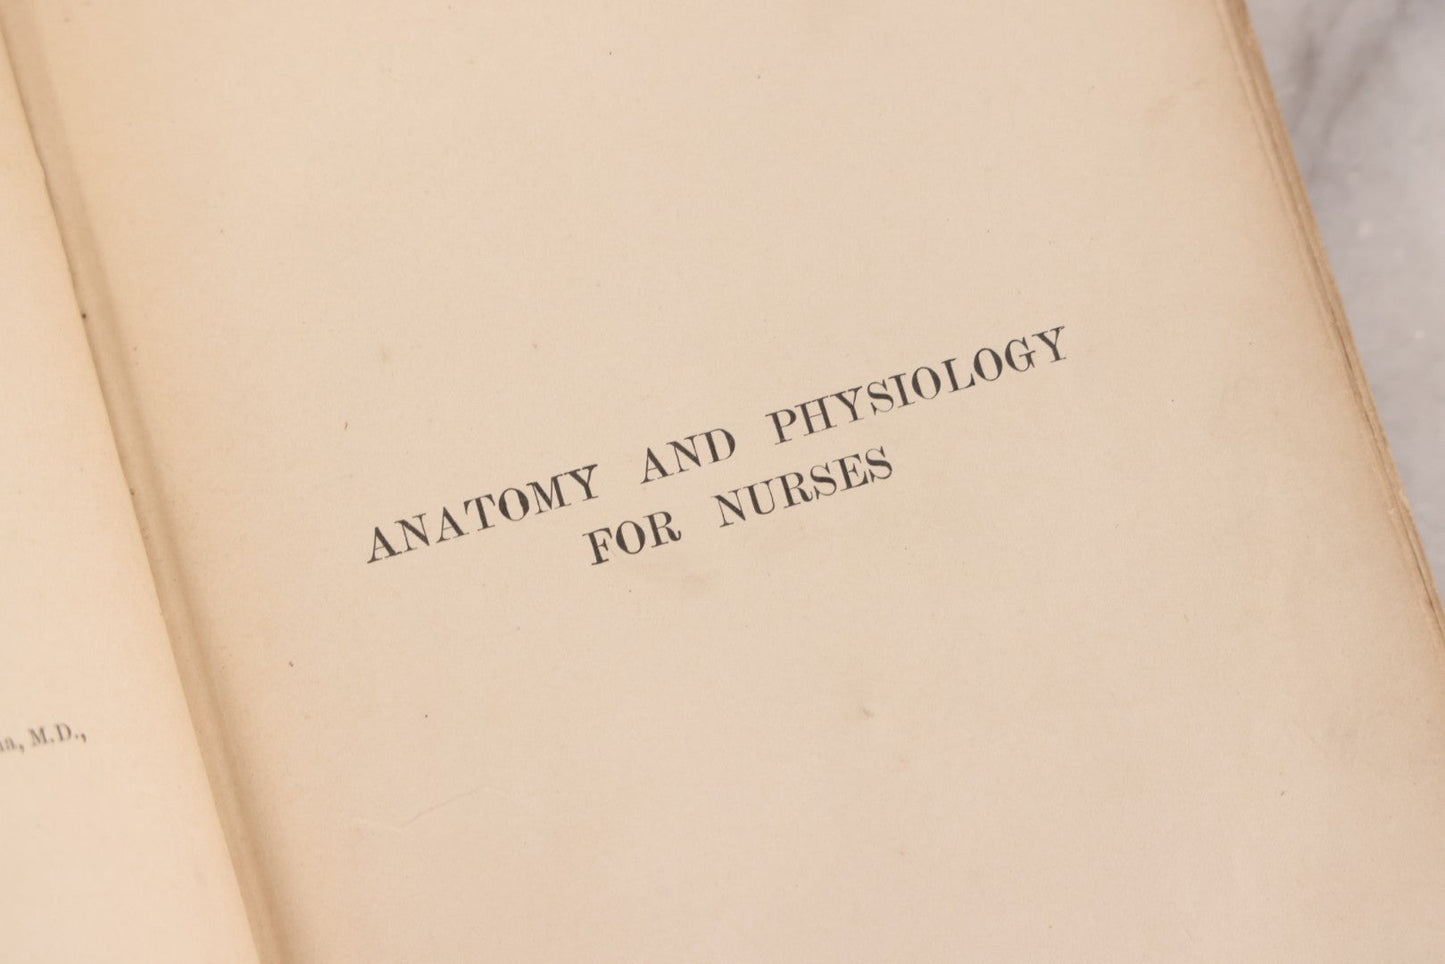 M.D.,
ANATOMY AND PHYSIOLOGY
FOR NURSES